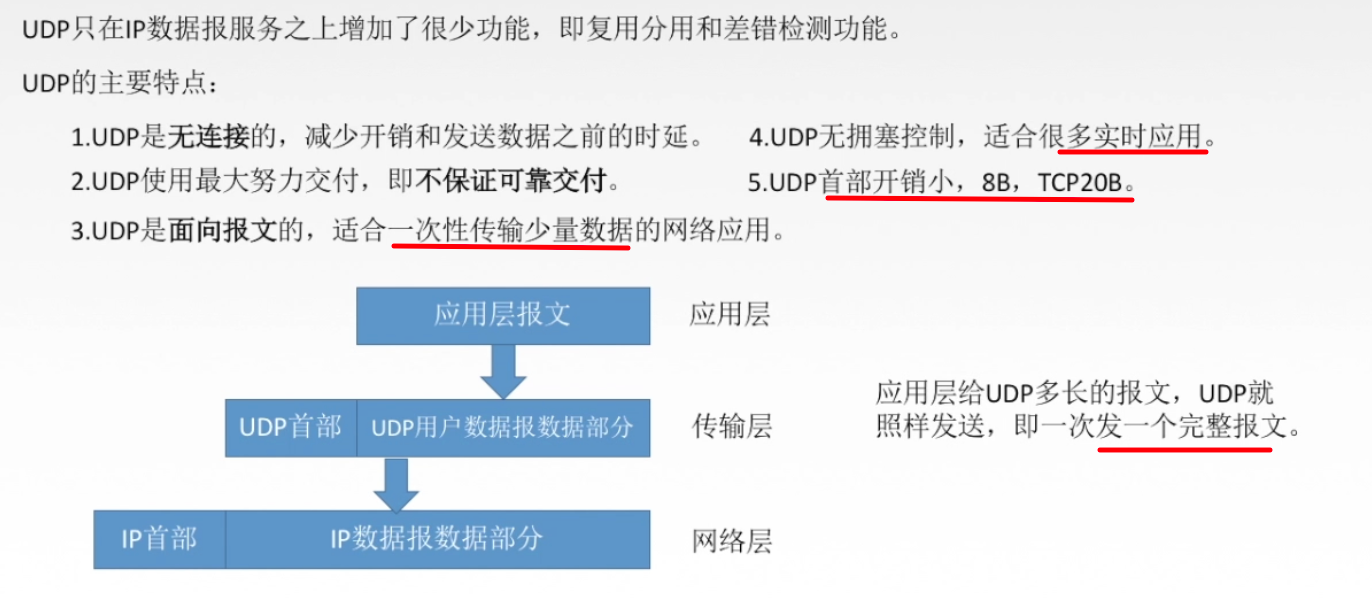 UDP只在IP数据报服务之上增加了很少功能，即复用分用和差错检测功能。
UDP的主要特点：
1.UDP是无连接的，减少开销和发送数据之前的时延。
2.UDP使用最大努力交付，即不保证可靠交付。
3.UDP是面向报文的，适合一次性传输少量数据的网络应用。
4.UDP无拥塞控制，适合很多实时应用。
5.UDP首部开销小，8B，TCP20B。
应用层报文
应用层
UDP首部
UDP用户数据报数据部分
传输层
IP首部
IP数据报数据部分
网络层
应用层给UDP多长的报文，UDP就
照样发送，即一次发一个完整报文。